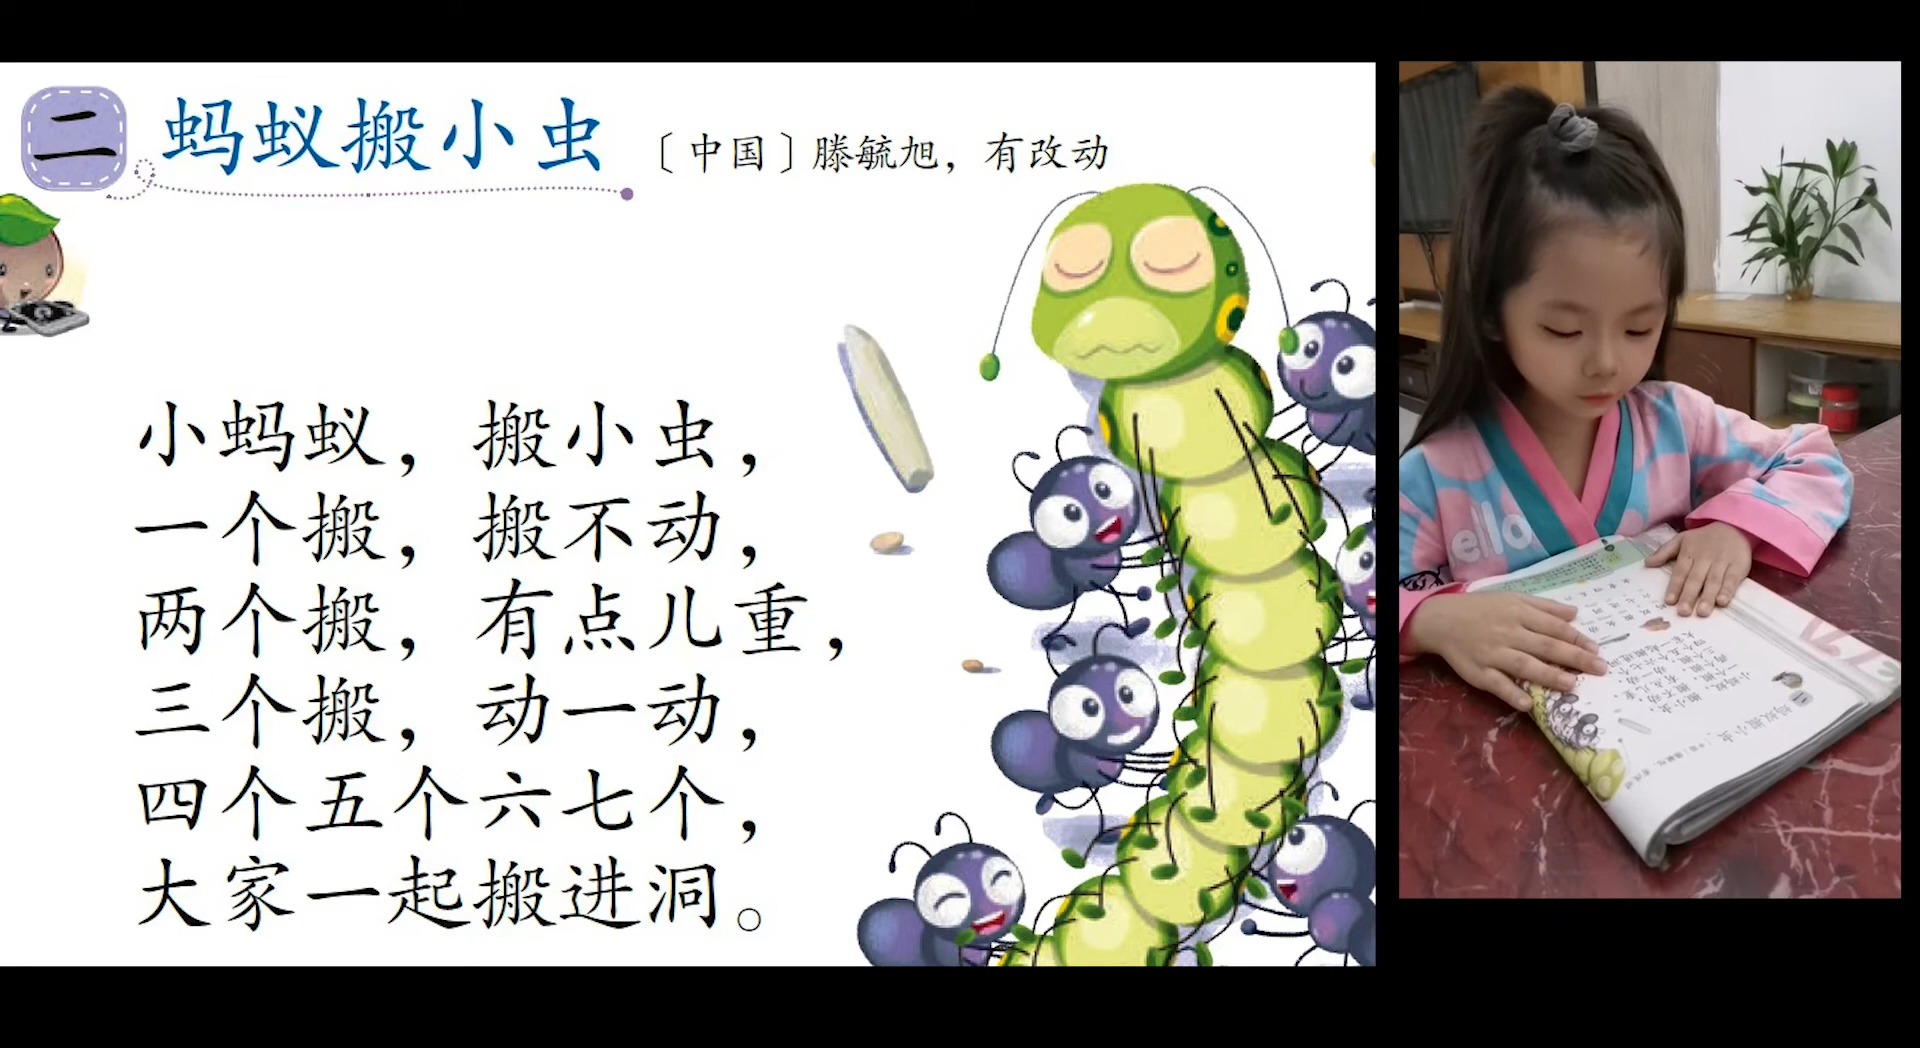 二 蚂蚁搬小虫 〔中国〕滕毓旭，有改动
小蚂蚁，搬小虫，
一个搬，搬不动，
两个搬，有点儿重，
三个搬，动一动，
四个五个六七个，
大家一起搬进洞。
ello